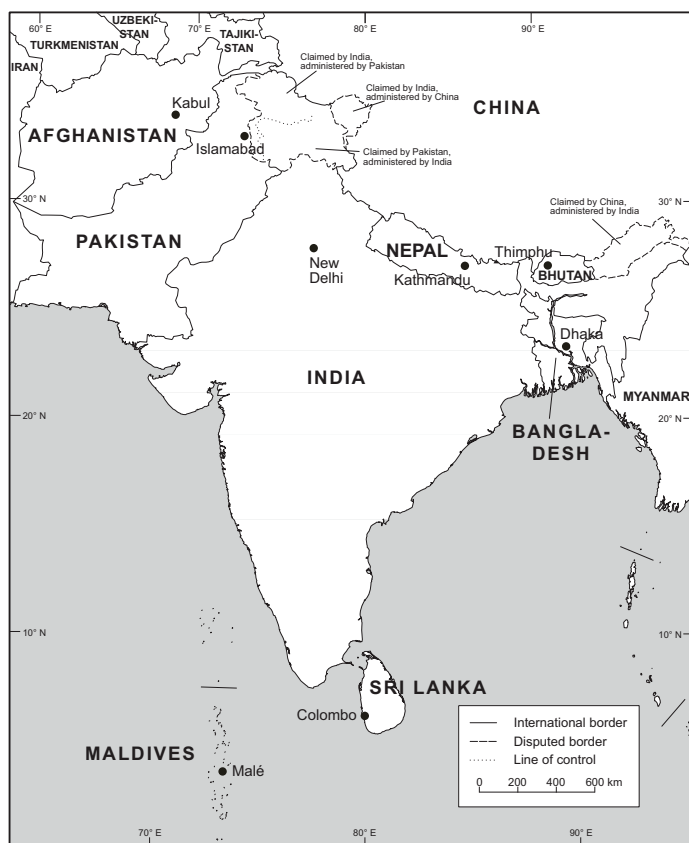 60° E
70° E
80° E
90° E
UZBEKI-
STAN
TAJIKI-
STAN
TURKMENISTAN
IRAN
Claimed by India,
administered by Pakistan
Claimed by India,
administered by China
CHINA
Kabul
AFGHANISTAN
Islamabad
Claimed by Pakistan,
administered by India
30° N
30° N
Claimed by China,
administered by India
PAKISTAN
NEPAL
Thimphu
New
Delhi
Kathmandu
BHUTAN
Dhaka
INDIA
MYANMAR
20° N
20° N
BANGLA-
DESH
10° N
10° N
SRI LANKA
Colombo
MALDIVES
Malé
International border
Disputed border
Line of control
0 200 400 600 km
70° E
80° E
90° E